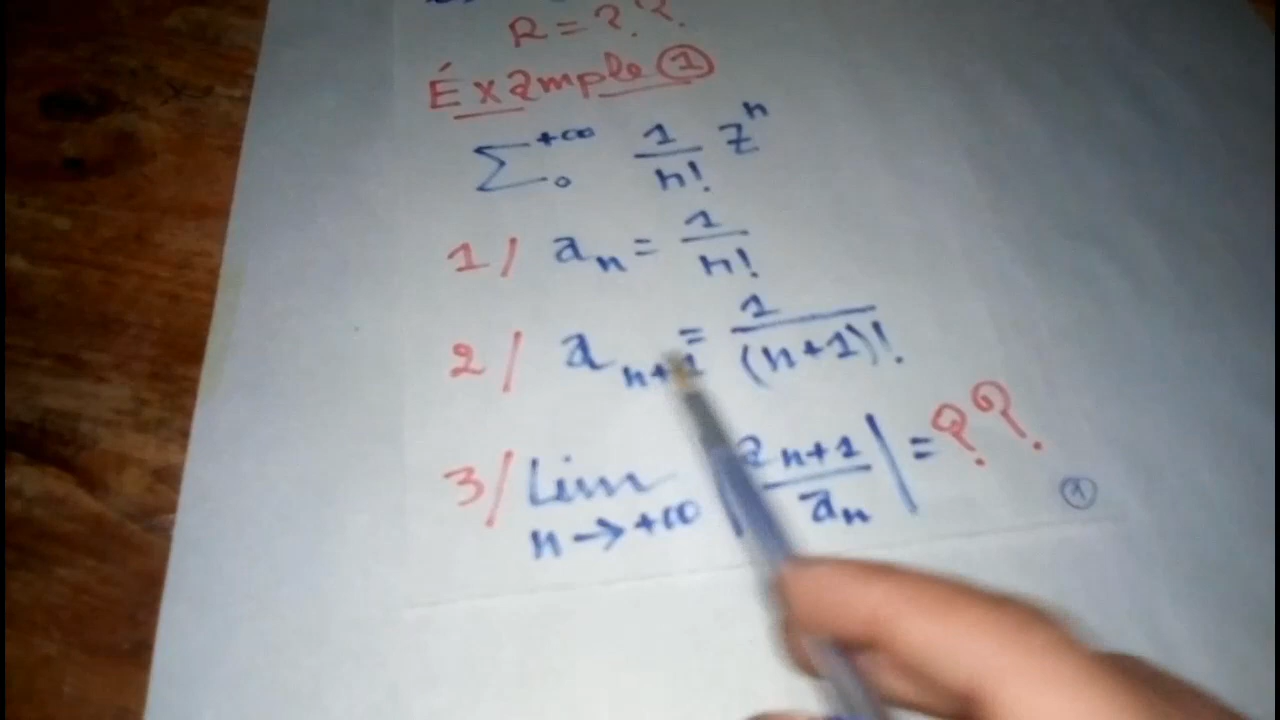 R = ? ?.
Éxample ①
∑₀^{+∞} 1/n! zⁿ
1/ aₙ = 1/n!
2/ aₙ₊₁ = 1/(n+1)!
3/ Lim n→+∞ |aₙ₊₁/aₙ| = ??
①